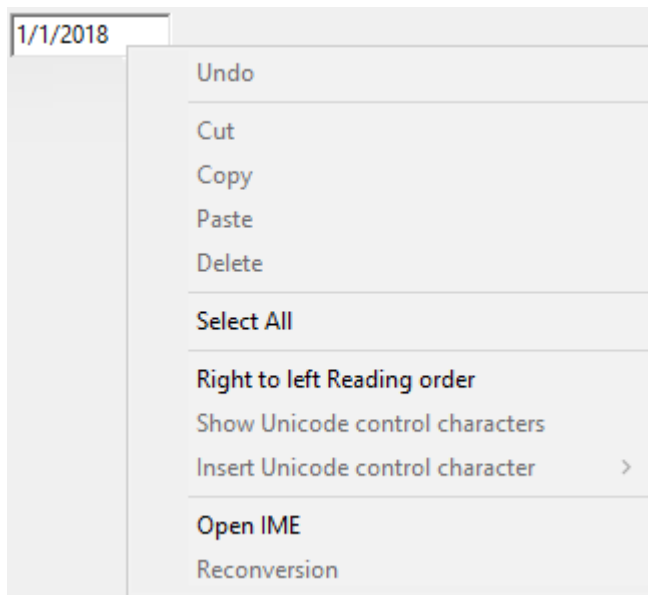 1/1/2018
Undo
Cut
Copy
Paste
Delete
Select All
Right to left Reading order
Show Unicode control characters
Insert Unicode control character
Open IME
Reconversion